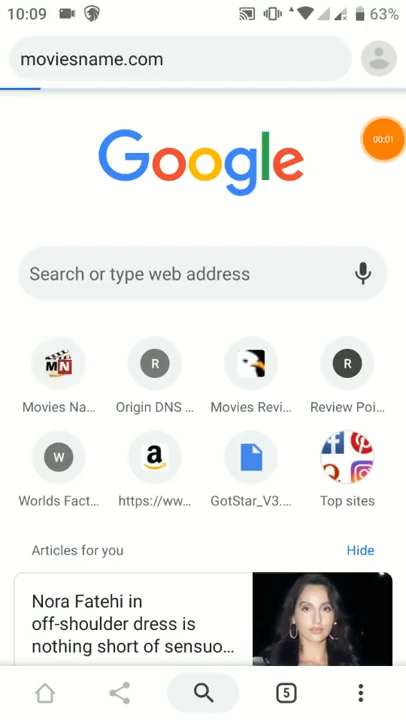 10:09
63%
moviesname.com
00:01
Google
Search or type web address
MN
R
R
Movies Na...
Origin DNS ...
Movies Revi...
Review Poi...
W
a
Worlds Fact...
https://ww...
GotStar_V3....
Top sites
Articles for you
Hide
Nora Fatehi in
off-shoulder dress is
nothing short of sensuo...
5